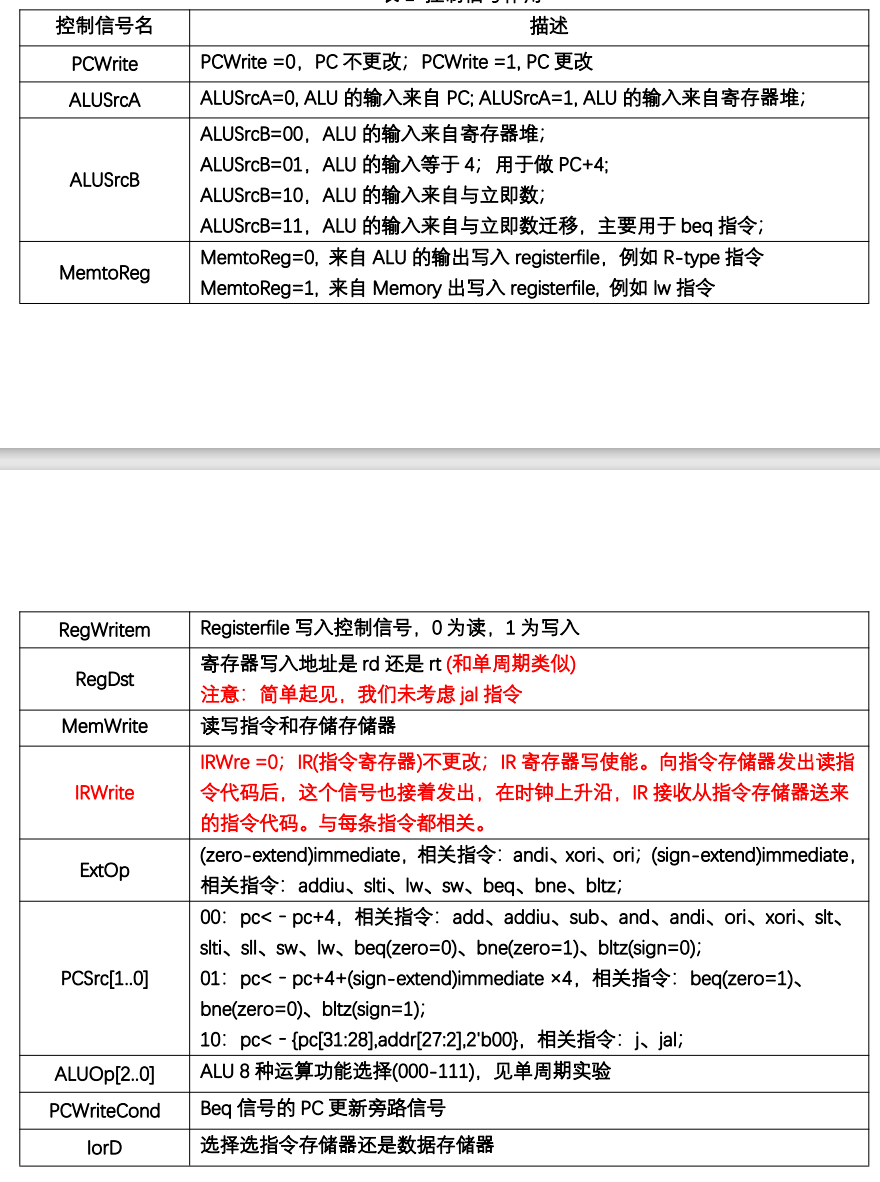 控制信号名
描述
PCWrite
PCWrite =0，PC 不更改；PCWrite =1, PC 更改
ALUSrcA
ALUSrcA=0, ALU 的输入来自 PC; ALUSrcA=1, ALU 的输入来自寄存器堆；
ALUSrcB
ALUSrcB=00，ALU 的输入来自寄存器堆；
ALUSrcB=01，ALU 的输入等于 4；用于做 PC+4;
ALUSrcB=10，ALU 的输入来自与立即数；
ALUSrcB=11，ALU 的输入来自与立即数迁移，主要用于 beq 指令；
MemtoReg
MemtoReg=0, 来自 ALU 的输出写入 registerfile，例如 R-type 指令
MemtoReg=1, 来自 Memory 出写入 registerfile, 例如 lw 指令
RegWritem
Registerfile 写入控制信号，0 为读，1 为写入
RegDst
寄存器写入地址是 rd 还是 rt (和单周期类似)
注意：简单起见，我们未考虑 jal 指令
MemWrite
读写指令和存储存储器
IRWrite
IRWre =0；IR(指令寄存器)不更改；IR 寄存器写使能。向指令存储器发出读指
令代码后，这个信号也接着发出，在时钟上升沿，IR 接收从指令存储器送来
的指令代码。与每条指令都相关。
ExtOp
(zero-extend)immediate，相关指令：andi、xori、ori；(sign-extend)immediate，
相关指令：addiu、slti、lw、sw、beq、bne、bltz；
PCSrc[1..0]
00：pc< - pc+4，相关指令：add、addiu、sub、and、andi、ori、xori、slt、
slti、sll、sw、lw、beq(zero=0)、bne(zero=1)、bltz(sign=0);
01：pc< - pc+4+(sign-extend)immediate ×4，相关指令：beq(zero=1)、
bne(zero=0)、bltz(sign=1);
10：pc< - {pc[31:28],addr[27:2],2'b00}，相关指令：j、jal;
ALUOp[2..0]
ALU 8 种运算功能选择(000-111)，见单周期实验
PCWriteCond
Beq 信号的 PC 更新旁路信号
IorD
选择选指令存储器还是数据存储器